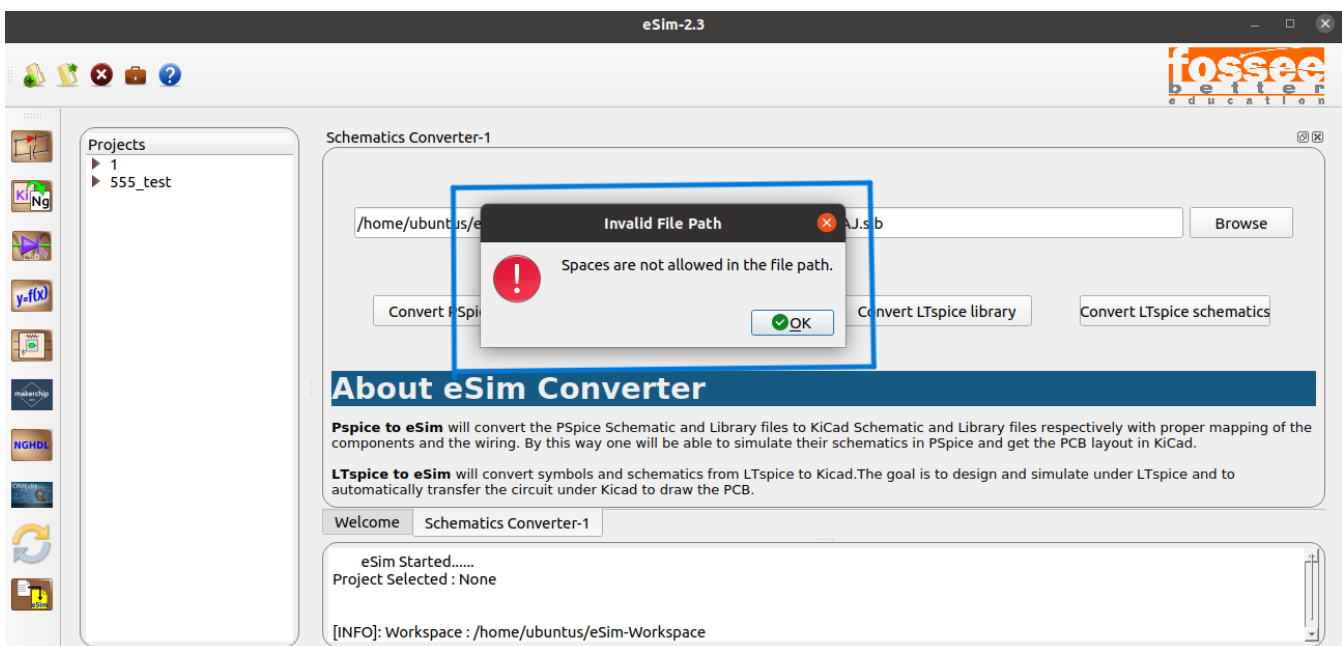 eSim-2.3
fossee
better
education
Projects
1
555_test
Schematics Converter-1
/home/ubuntus/e
AJ.slb
Browse
Invalid File Path
Spaces are not allowed in the file path.
OK
Convert PSpi
Convert LTspice library
Convert LTspice schematics
Ki
Ng
y=f(x)
makerchip
NGHDL
OMEdit
eSim
About eSim Converter
Pspice to eSim will convert the PSpice Schematic and Library files to KiCad Schematic and Library files respectively with proper mapping of the
components and the wiring. By this way one will be able to simulate their schematics in PSpice and get the PCB layout in KiCad.
LTspice to eSim will convert symbols and schematics from LTspice to Kicad.The goal is to design and simulate under LTspice and to
automatically transfer the circuit under Kicad to draw the PCB.
Welcome
Schematics Converter-1
eSim Started......
Project Selected : None
[INFO]: Workspace : /home/ubuntus/eSim-Workspace